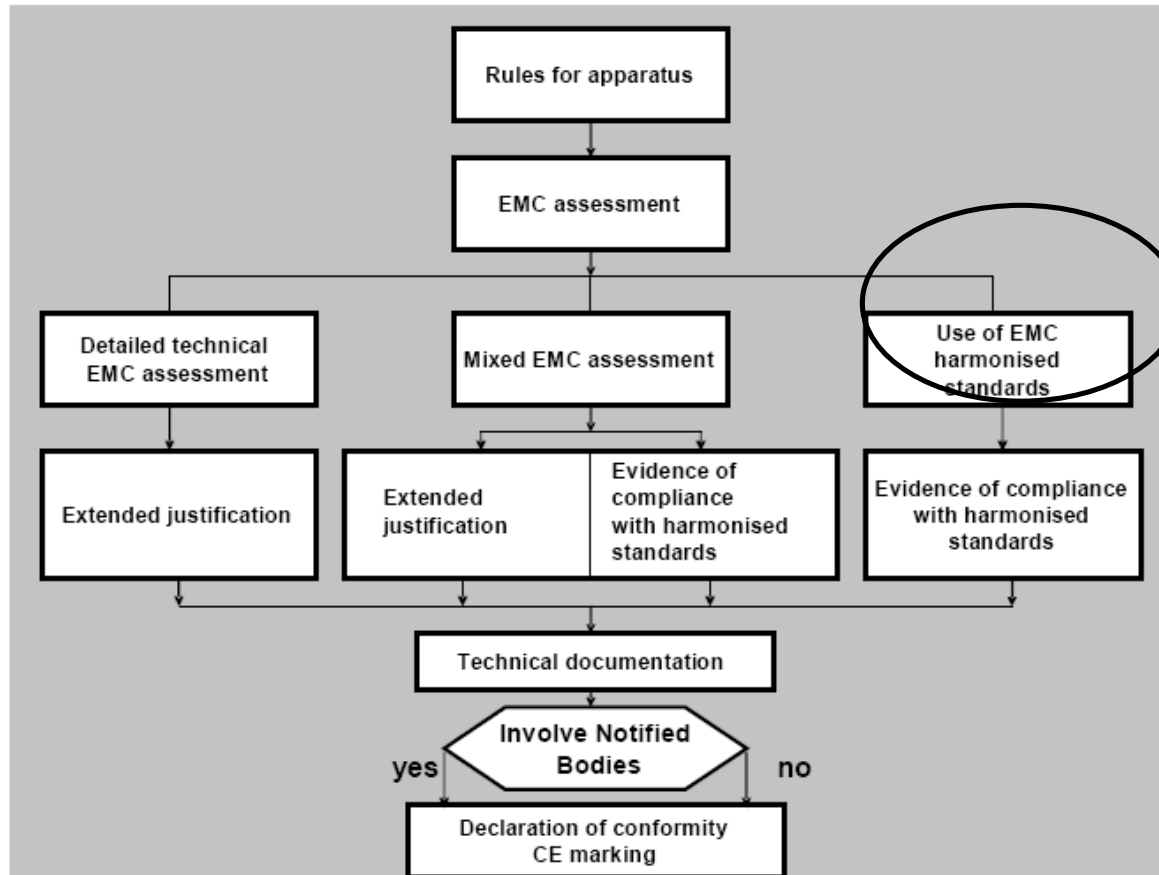 Rules for apparatus
EMC assessment
Detailed technical
EMC assessment
Mixed EMC assessment
Use of EMC
harmonised
standards
Extended justification
Extended
justification
Evidence of
compliance
with harmonised
standards
Evidence of compliance
with harmonised
standards
Technical documentation
Involve Notified
Bodies
yes
no
Declaration of conformity
CE marking